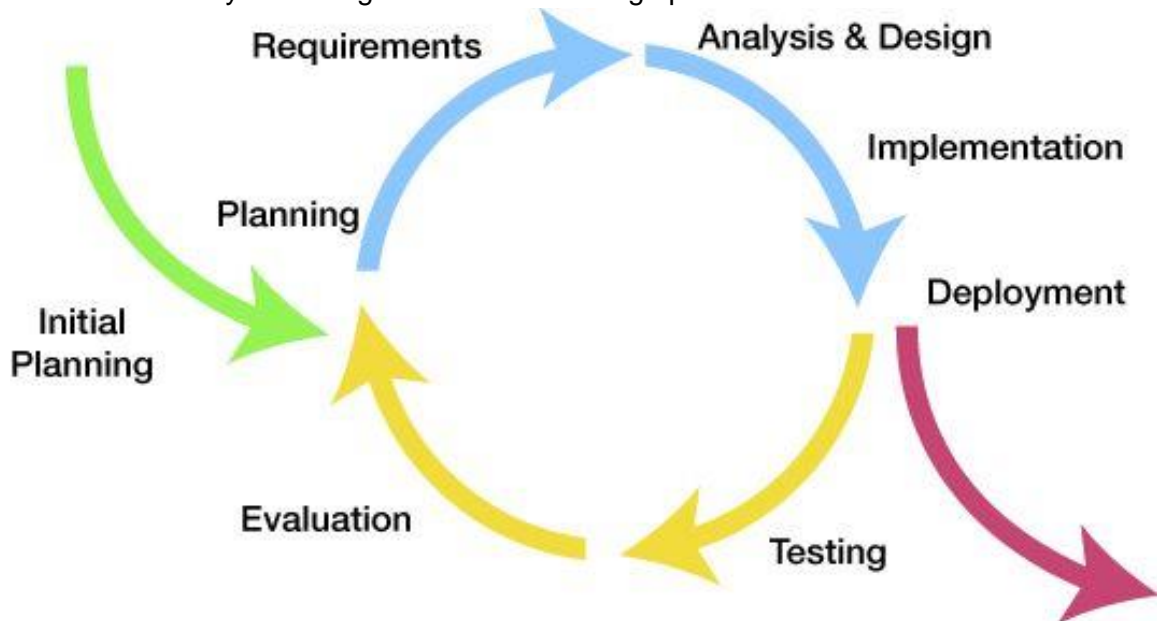 Requirements
Analysis & Design
Implementation
Planning
Deployment
Initial
Planning
Evaluation
Testing